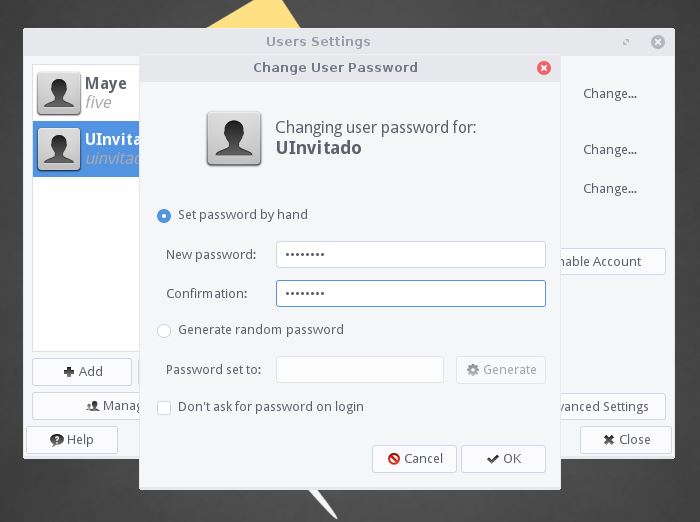 Users Settings
Change User Password
Maye
five
Change...
Changing user password for:
UInvitado
UInvita
uinvitad
Change...
Change...
Set password by hand
New password: ••••••••
nable Account
Confirmation: ••••••••
Generate random password
Add
Password set to:
Generate
Manag
Don't ask for password on login
vanced Settings
Help
Cancel
OK
Close